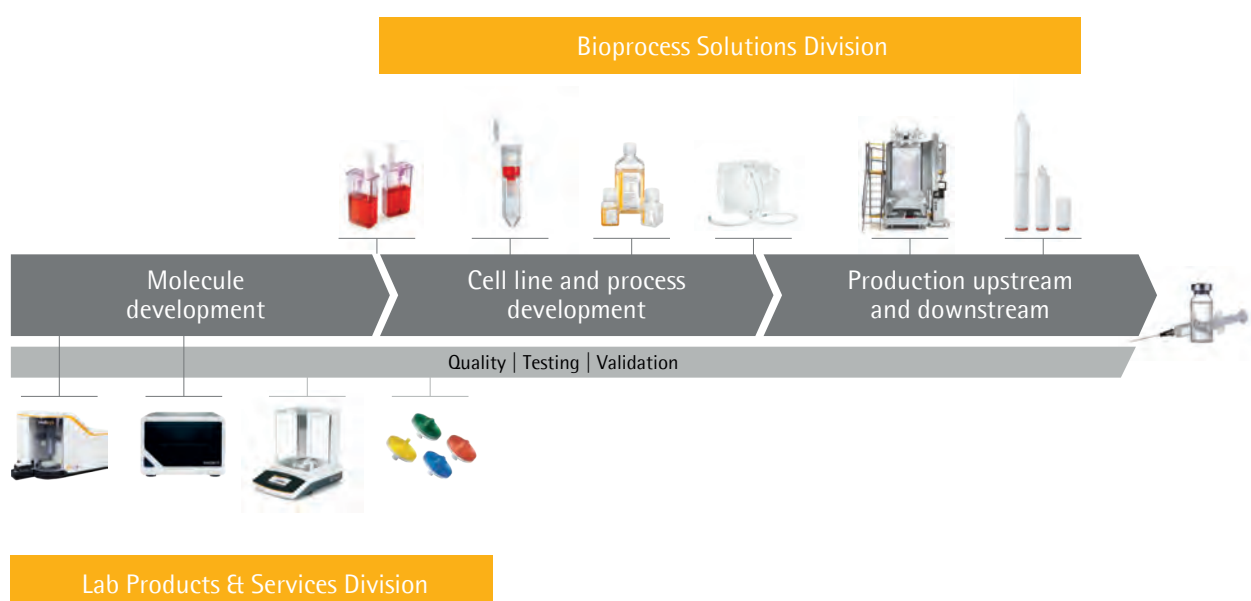 Bioprocess Solutions Division
Molecule
development
Cell line and process
development
Production upstream
and downstream
Quality | Testing | Validation
Lab Products & Services Division